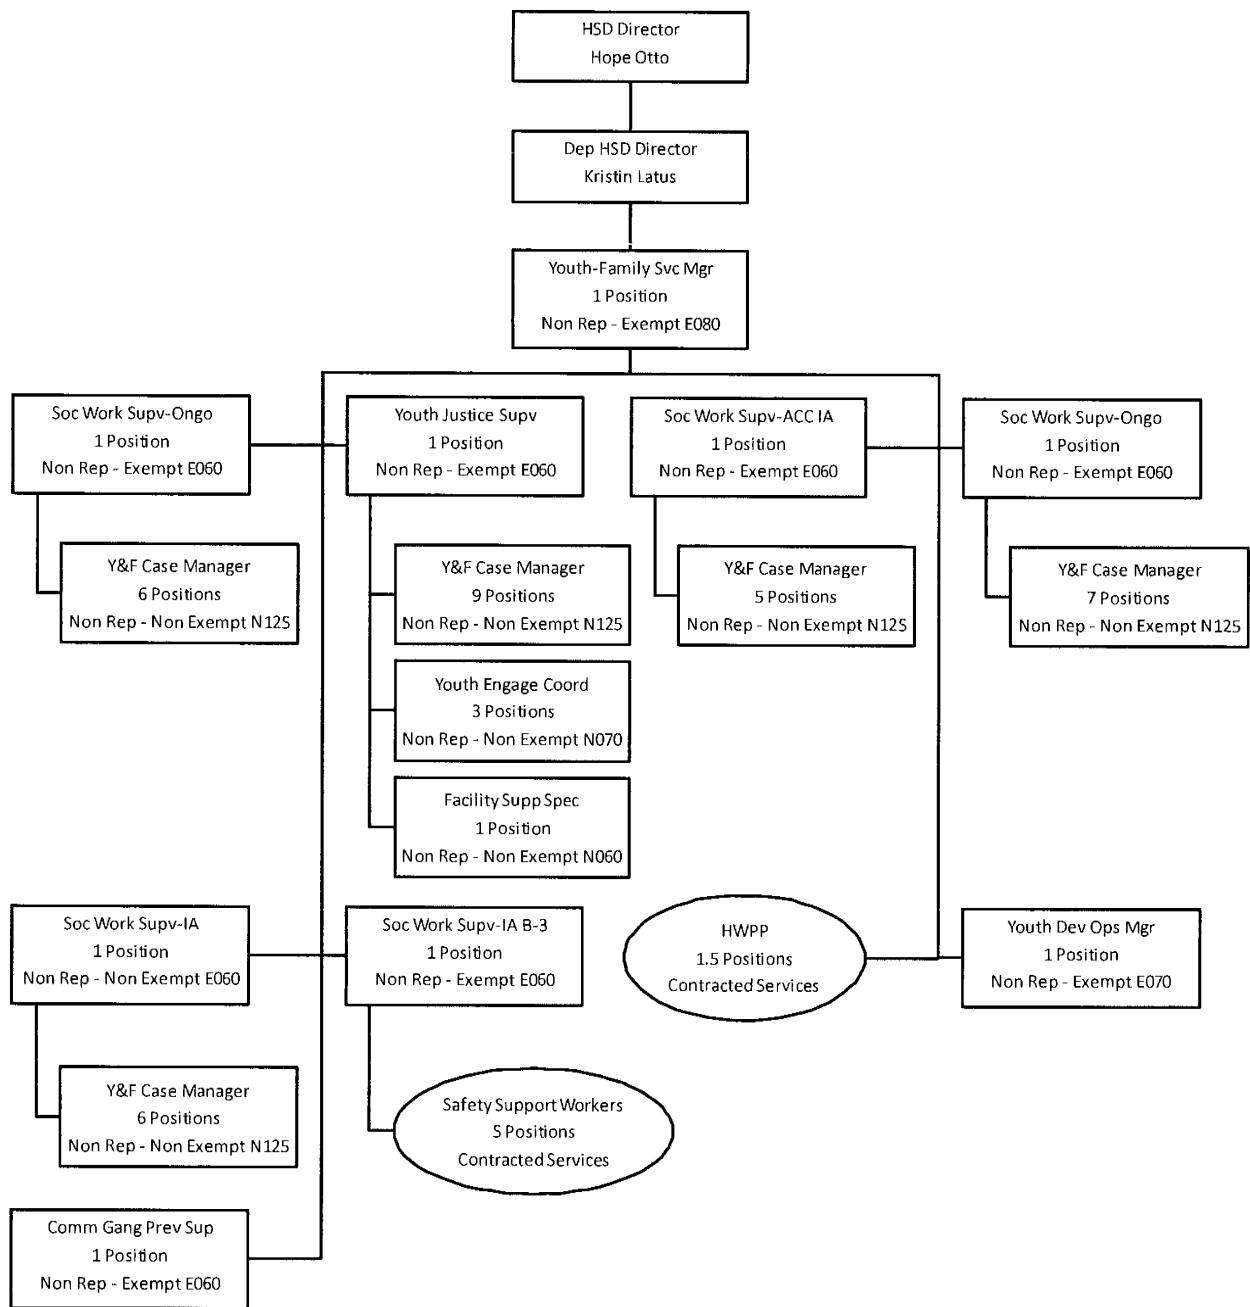 HSD Director
Hope Otto
Dep HSD Director
Kristin Latus
Youth-Family Svc Mgr
1 Position
Non Rep - Exempt E080
Soc Work Supv-Ongo
1 Position
Non Rep - Exempt E060
Youth Justice Supv
1 Position
Non Rep - Exempt E060
Soc Work Supv-ACC IA
1 Position
Non Rep - Exempt E060
Soc Work Supv-Ongo
1 Position
Non Rep - Exempt E060
Y&F Case Manager
6 Positions
Non Rep - Non Exempt N125
Y&F Case Manager
9 Positions
Non Rep - Non Exempt N125
Y&F Case Manager
5 Positions
Non Rep - Non Exempt N125
Y&F Case Manager
7 Positions
Non Rep - Non Exempt N125
Youth Engage Coord
3 Positions
Non Rep - Non Exempt N070
Facility Supp Spec
1 Position
Non Rep - Non Exempt N060
Soc Work Supv-IA
1 Position
Non Rep - Non Exempt E060
Soc Work Supv-IA B-3
1 Position
Non Rep - Exempt E060
HWPP
1.5 Positions
Contracted Services
Youth Dev Ops Mgr
1 Position
Non Rep - Exempt E070
Y&F Case Manager
6 Positions
Non Rep - Non Exempt N125
Safety Support Workers
5 Positions
Contracted Services
Comm Gang Prev Sup
1 Position
Non Rep - Exempt E060